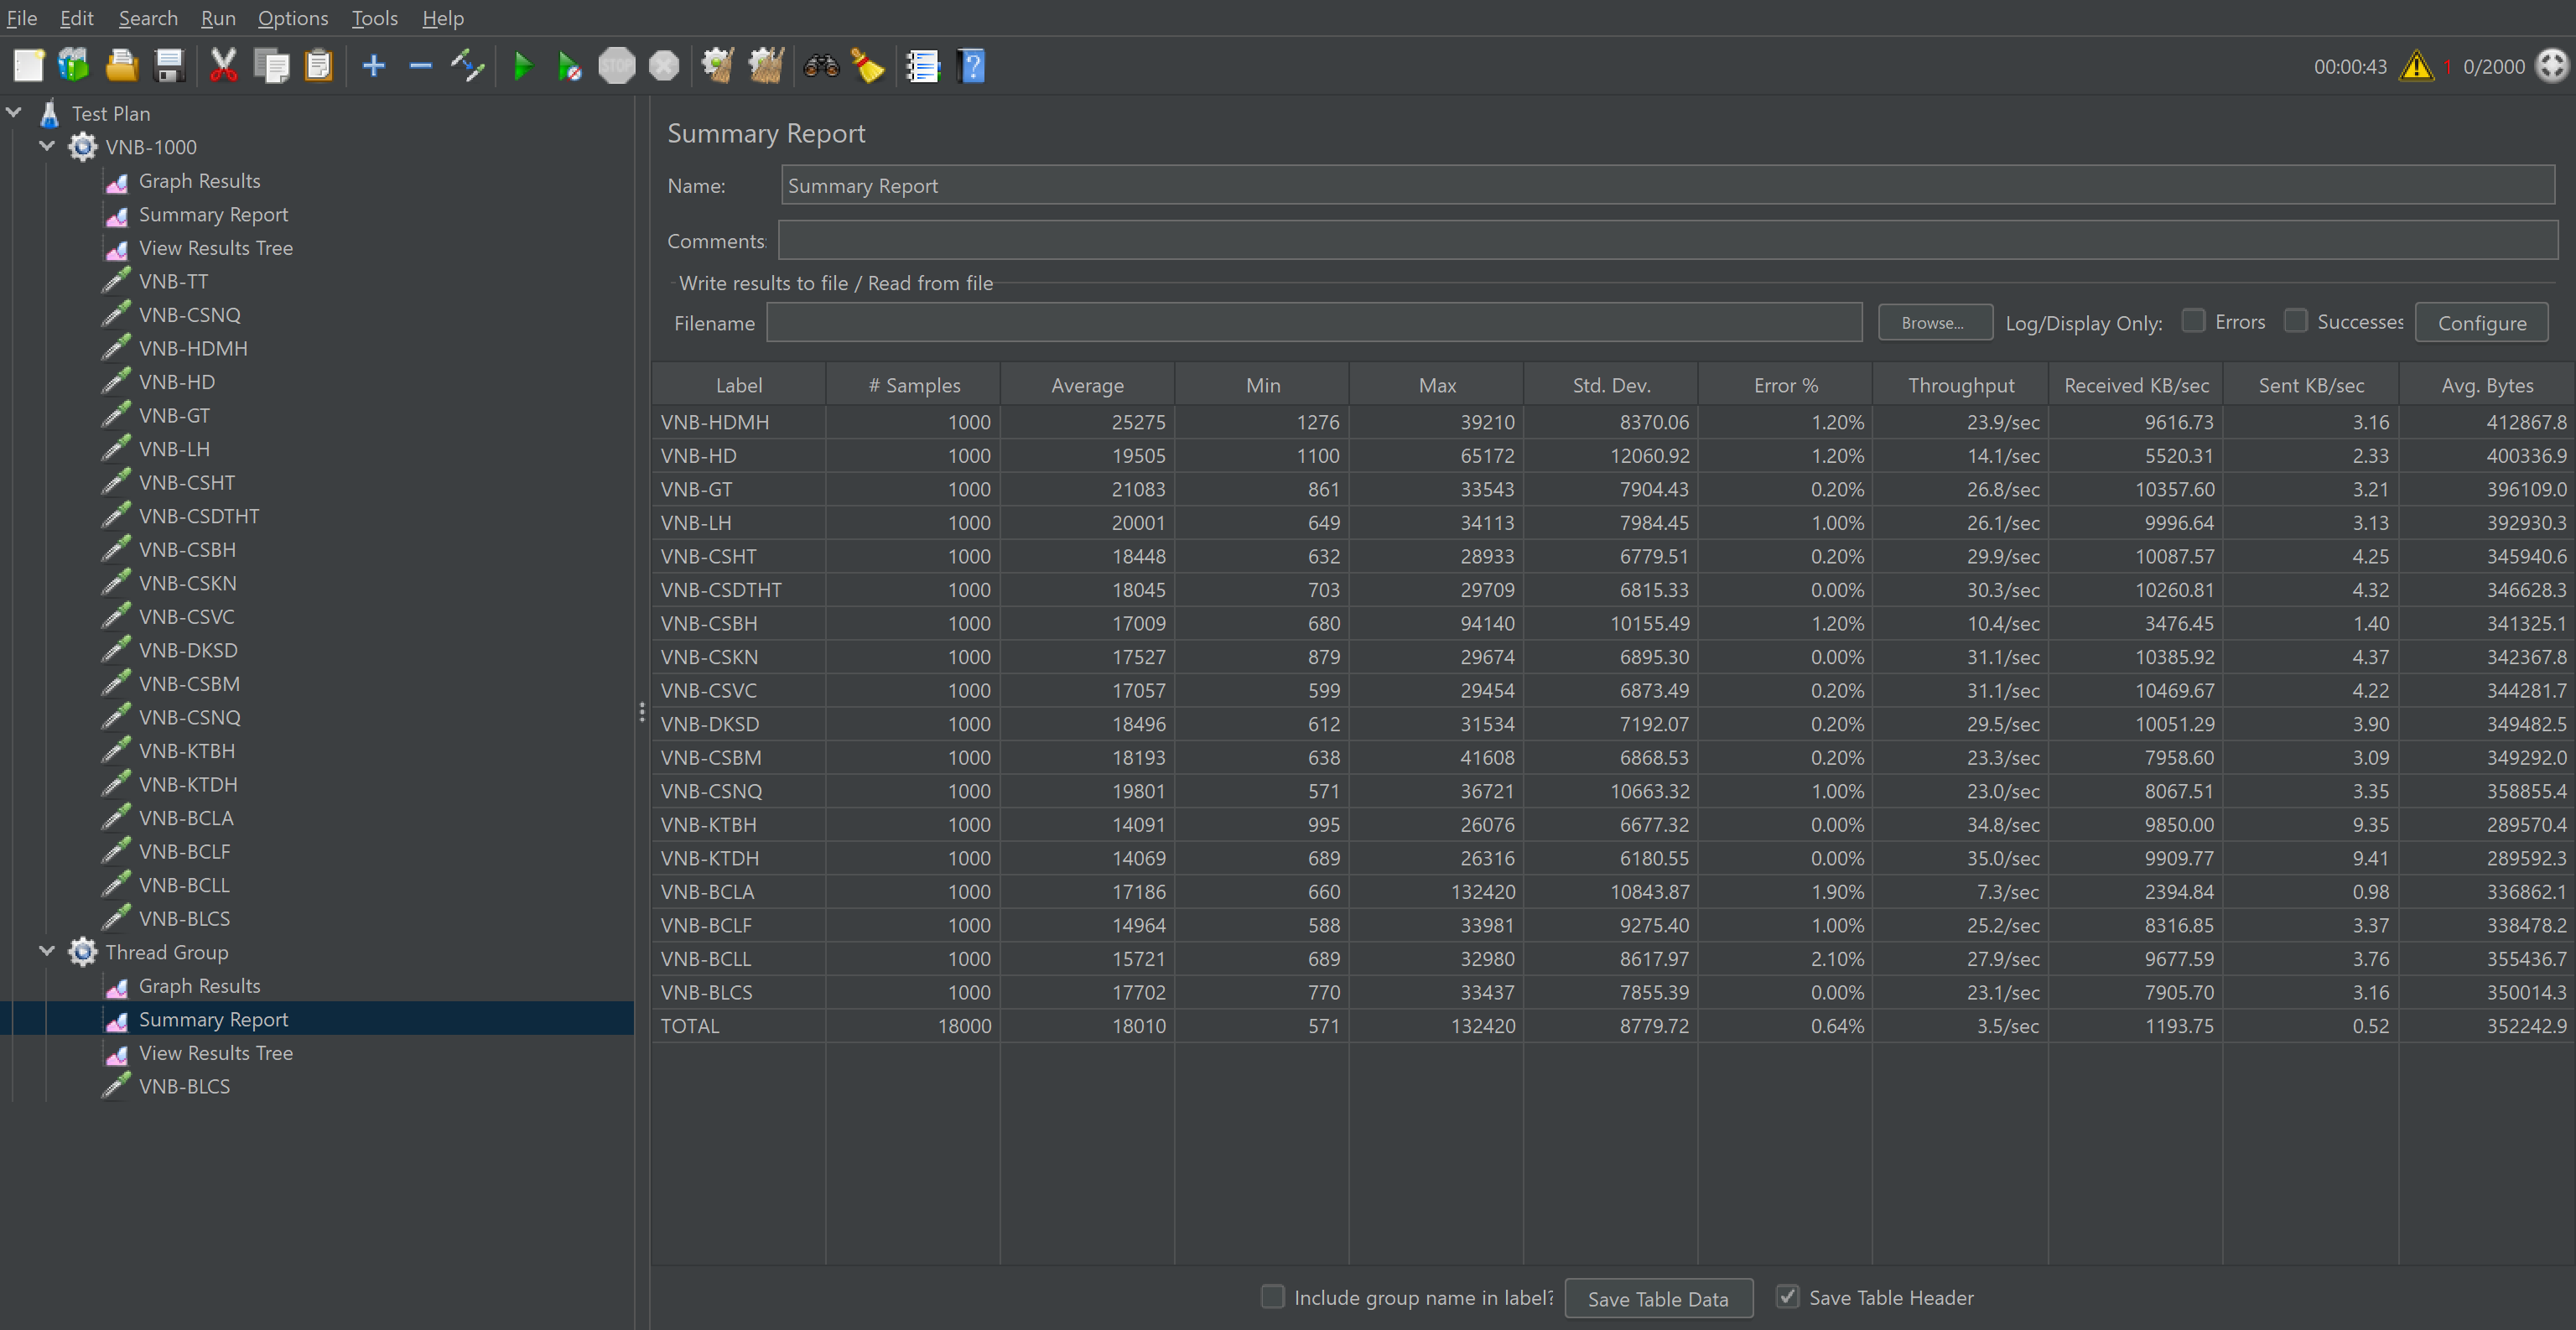 File Edit Search Run Options Tools Help
STOP 00:00:43 1 0/2000
Test Plan
VNB-1000
Graph Results
Summary Report
View Results Tree
VNB-TT
VNB-CSNQ
VNB-HDMH
VNB-HD
VNB-GT
VNB-LH
VNB-CSHT
VNB-CSDTHT
VNB-CSBH
VNB-CSKN
VNB-CSVC
VNB-DKSD
VNB-CSBM
VNB-CSNQ
VNB-KTBH
VNB-KTDH
VNB-BCLA
VNB-BCLF
VNB-BCLL
VNB-BLCS
Thread Group
Graph Results
Summary Report
View Results Tree
VNB-BLCS
Summary Report
Name: Summary Report
Comments:
Write results to file / Read from file
Filename Browse... Log/Display Only: Errors Successes Configure
Label # Samples Average Min Max Std. Dev. Error % Throughput Received KB/sec Sent KB/sec Avg. Bytes
VNB-HDMH 1000 25275 1276 39210 8370.06 1.20% 23.9/sec 9616.73 3.16 412867.8
VNB-HD 1000 19505 1100 65172 12060.92 1.20% 14.1/sec 5520.31 2.33 400336.9
VNB-GT 1000 21083 861 33543 7904.43 0.20% 26.8/sec 10357.60 3.21 396109.0
VNB-LH 1000 20001 649 34113 7984.45 1.00% 26.1/sec 9996.64 3.13 392930.3
VNB-CSHT 1000 18448 632 28933 6779.51 0.20% 29.9/sec 10087.57 4.25 345940.6
VNB-CSDTHT 1000 18045 703 29709 6815.33 0.00% 30.3/sec 10260.81 4.32 346628.3
VNB-CSBH 1000 17009 680 94140 10155.49 1.20% 10.4/sec 3476.45 1.40 341325.1
VNB-CSKN 1000 17527 879 29674 6895.30 0.00% 31.1/sec 10385.92 4.37 342367.8
VNB-CSVC 1000 17057 599 29454 6873.49 0.20% 31.1/sec 10469.67 4.22 344281.7
VNB-DKSD 1000 18496 612 31534 7192.07 0.20% 29.5/sec 10051.29 3.90 349482.5
VNB-CSBM 1000 18193 638 41608 6868.53 0.20% 23.3/sec 7958.60 3.09 349292.0
VNB-CSNQ 1000 19801 571 36721 10663.32 1.00% 23.0/sec 8067.51 3.35 358855.4
VNB-KTBH 1000 14091 995 26076 6677.32 0.00% 34.8/sec 9850.00 9.35 289570.4
VNB-KTDH 1000 14069 689 26316 6180.55 0.00% 35.0/sec 9909.77 9.41 289592.3
VNB-BCLA 1000 17186 660 132420 10843.87 1.90% 7.3/sec 2394.84 0.98 336862.1
VNB-BCLF 1000 14964 588 33981 9275.40 1.00% 25.2/sec 8316.85 3.37 338478.2
VNB-BCLL 1000 15721 689 32980 8617.97 2.10% 27.9/sec 9677.59 3.76 355436.7
VNB-BLCS 1000 17702 770 33437 7855.39 0.00% 23.1/sec 7905.70 3.16 350014.3
TOTAL 18000 18010 571 132420 8779.72 0.64% 3.5/sec 1193.75 0.52 352242.9
Include group name in label? Save Table Data Save Table Header